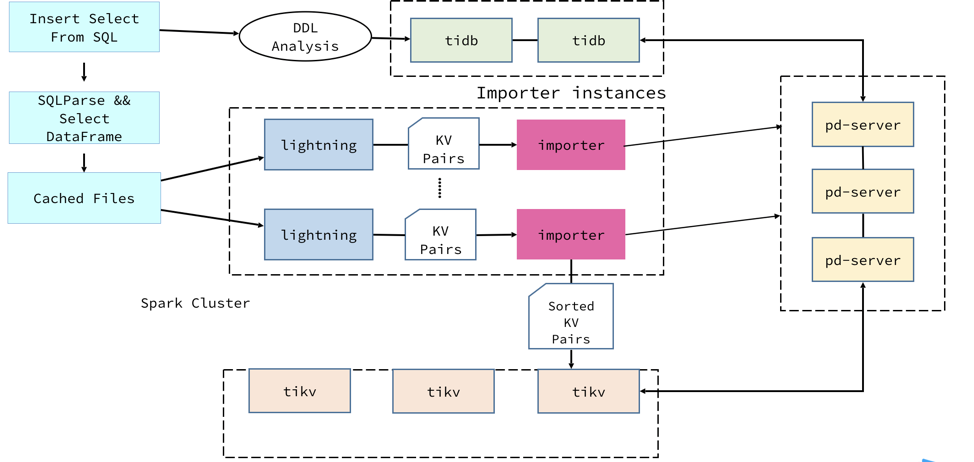 Insert Select
From SQL
DDL
Analysis
tidb
tidb
SQLParse &&
Select
DataFrame
Importer instances
pd-server
lightning
KV
Pairs
importer
Cached Files
pd-server
lightning
KV
Pairs
importer
pd-server
Spark Cluster
Sorted
KV
Pairs
tikv
tikv
tikv